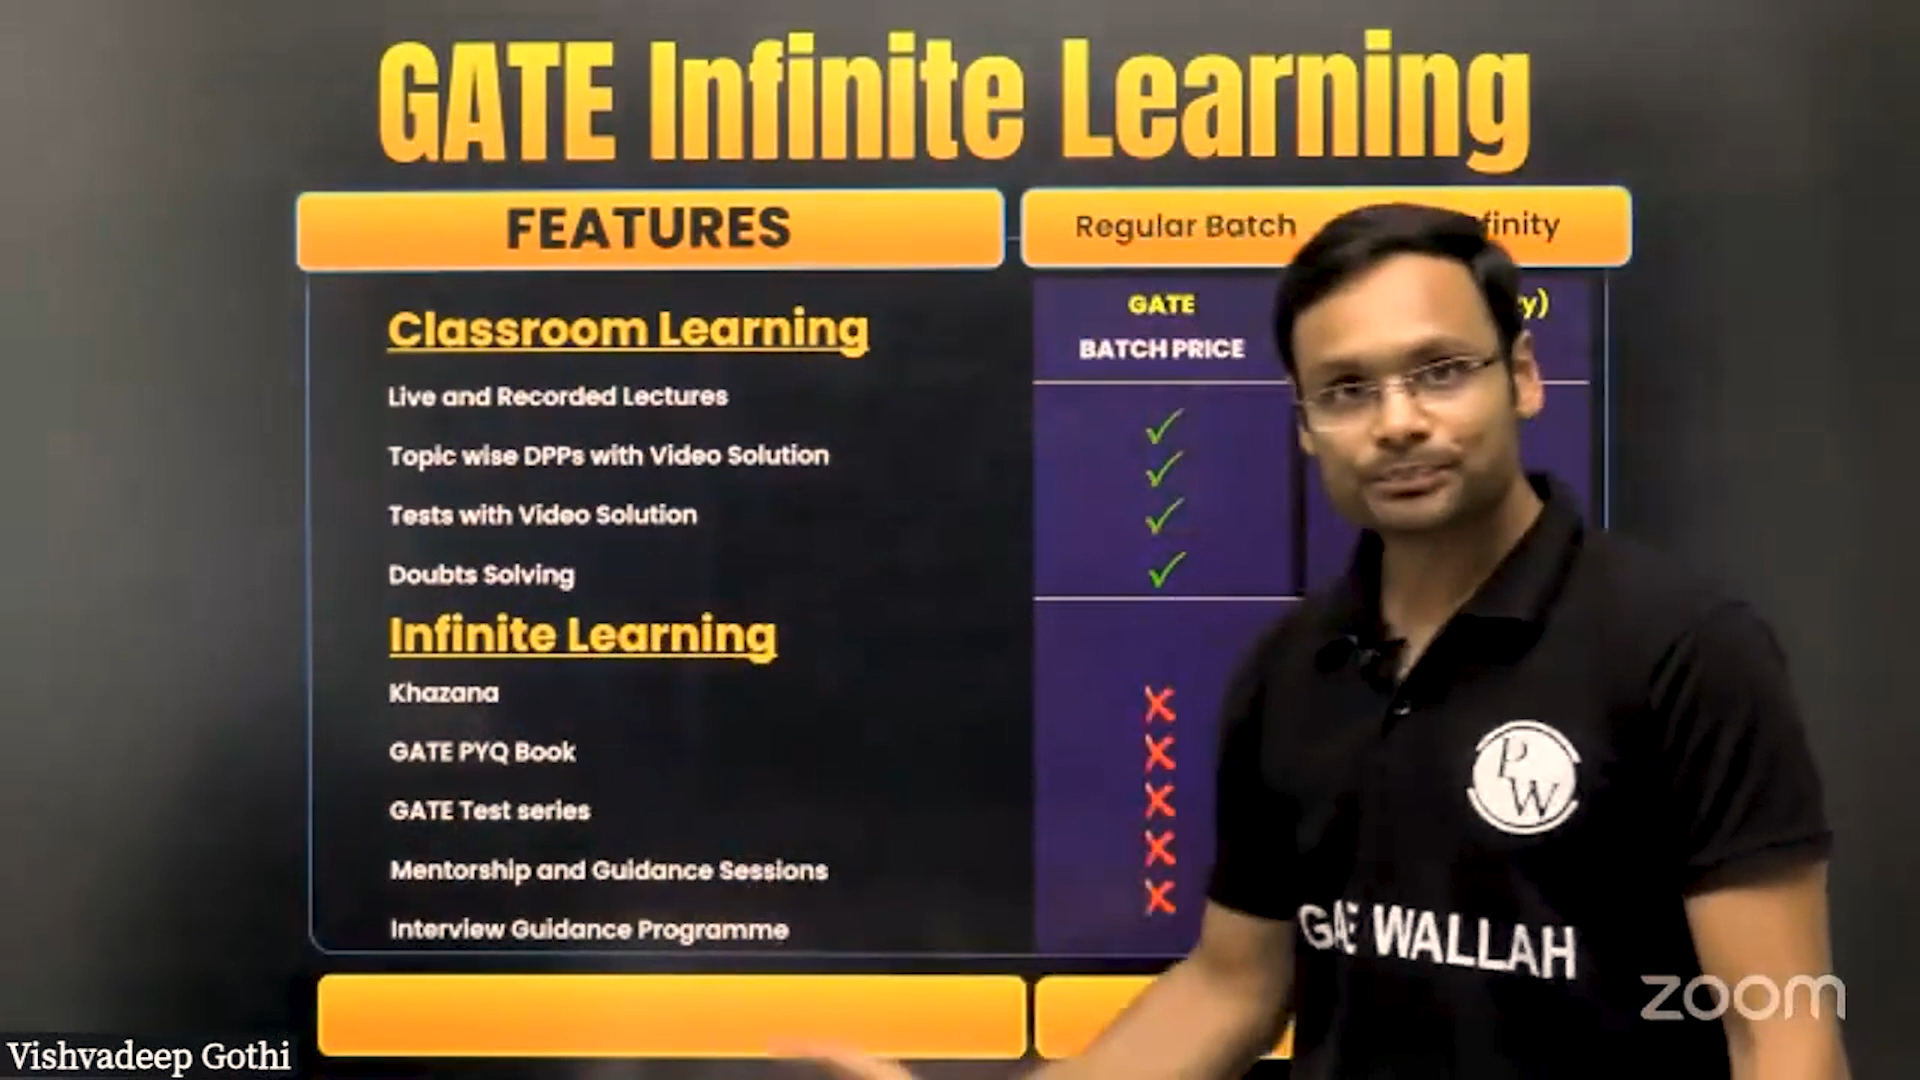 GATE Infinite Learning
FEATURES
Regular Batch
finity
Classroom Learning
GATE
y)
BATCH PRICE
Live and Recorded Lectures
Topic wise DPPs with Video Solution
Tests with Video Solution
Doubts Solving
Infinite Learning
Khazana
GATE PYQ Book
GATE Test series
Mentorship and Guidance Sessions
Interview Guidance Programme
PW
WALLAH
zoom
Vishvadeep Gothi